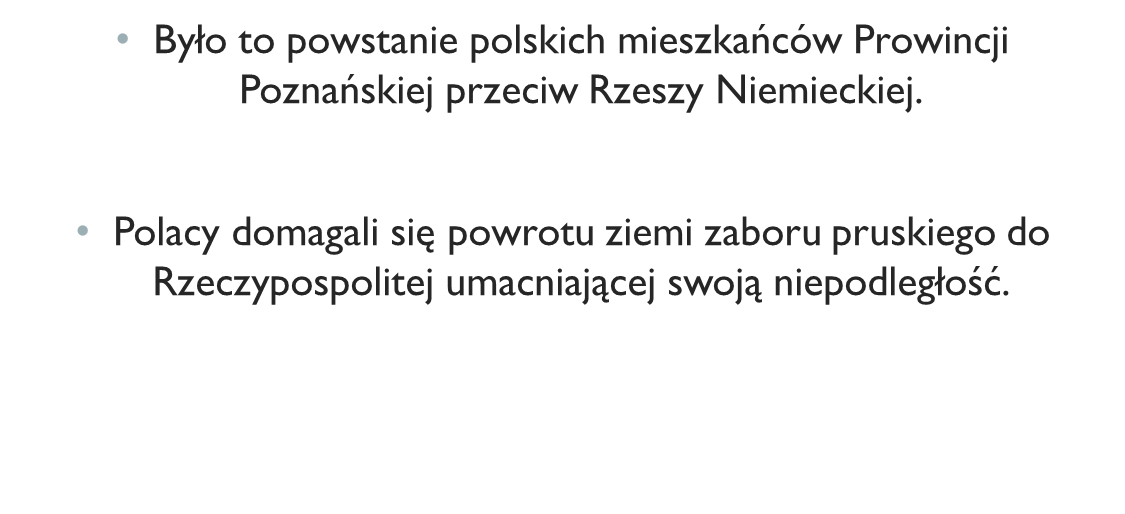 • Było to powstanie polskich mieszkańców Prowincji
Poznańskiej przeciw Rzeszy Niemieckiej.
• Polacy domagali się powrotu ziemi zaboru pruskiego do
Rzeczypospolitej umacniającej swoją niepodległość.